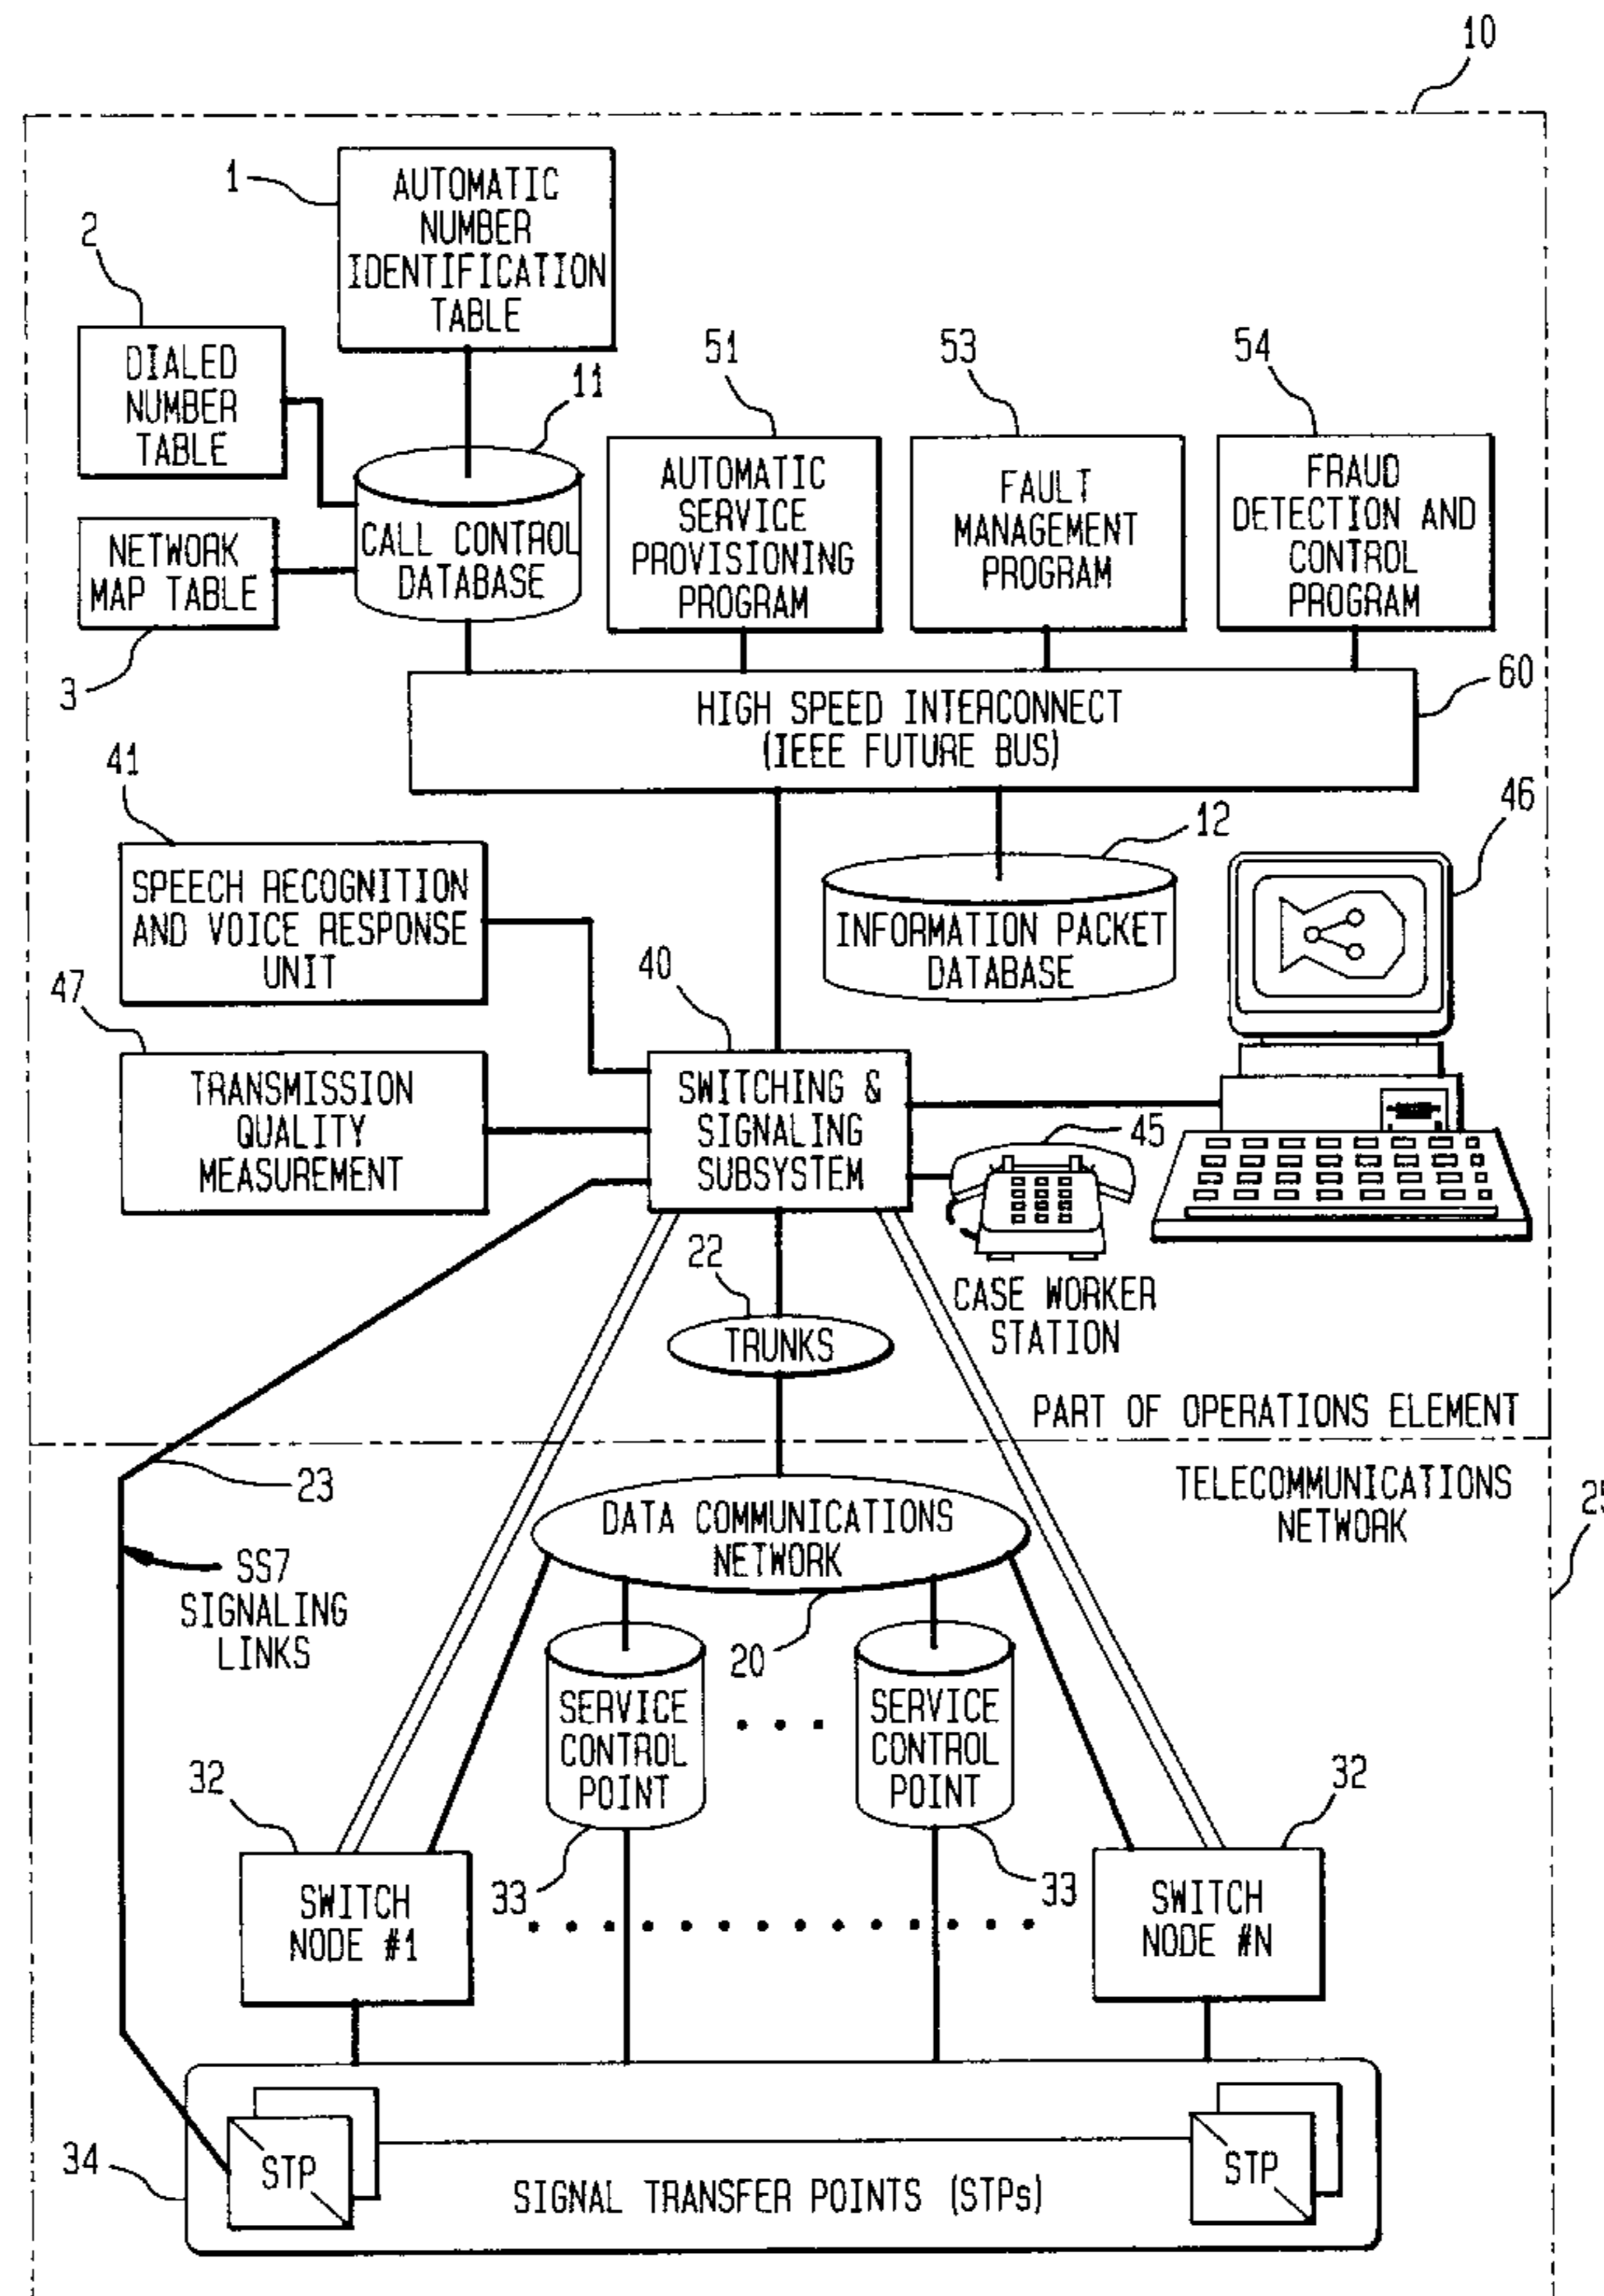 10
1
AUTOMATIC
NUMBER
IDENTIFICATION
TABLE
2
DIALED
NUMBER
TABLE
11
51
53
54
NETWORK
MAP TABLE
3
CALL CONTROL
DATABASE
AUTOMATIC
SERVICE
PROVISIONING
PROGRAM
FAULT
MANAGEMENT
PROGRAM
FRAUD
DETECTION AND
CONTROL
PROGRAM
HIGH SPEED INTERCONNECT
(IEEE FUTURE BUS)
60
41
SPEECH RECOGNITION
AND VOICE RESPONSE
UNIT
12
INFORMATION PACKET
DATABASE
46
47
TRANSMISSION
QUALITY
MEASUREMENT
40
SWITCHING &
SIGNALING
SUBSYSTEM
45
CASE WORKER
STATION
22
TRUNKS
PART OF OPERATIONS ELEMENT
23
TELECOMMUNICATIONS
NETWORK
25
DATA COMMUNICATIONS
NETWORK
20
SS7
SIGNALING
LINKS
SERVICE
CONTROL
POINT
SERVICE
CONTROL
POINT
33
33
32
SWITCH
NODE #1
32
SWITCH
NODE #N
34
STP
SIGNAL TRANSFER POINTS (STPs)
STP